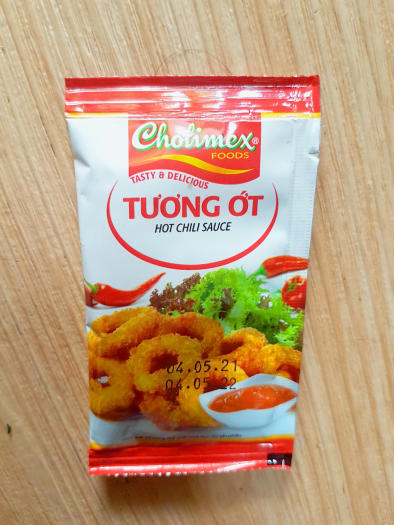 Cholimex®
FOODS
TASTY & DELICIOUS
TƯƠNG ỚT
HOT CHILI SAUCE
04.05.21
04.05.22